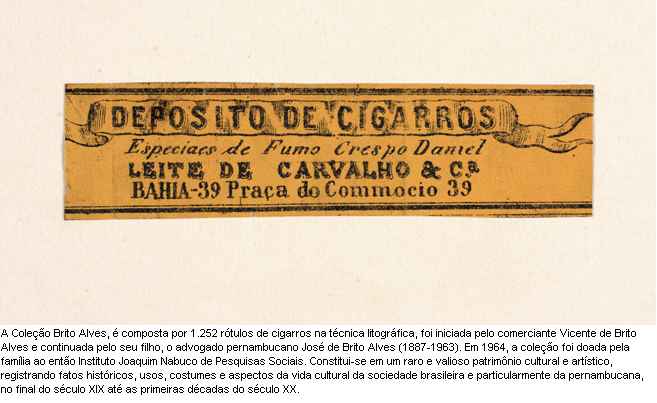 DEPOSITO DE CIGARROS
Especiaes de Fumo Crespo Daniel
LEITE DE CARVALHO & Cª
BAHIA-39 Praça do Commocio 39
A Coleção Brito Alves, é composta por 1.252 rótulos de cigarros na técnica litográfica, foi iniciada pelo comerciante Vicente de Brito
Alves e continuada pelo seu filho, o advogado pernambucano José de Brito Alves (1887-1963). Em 1964, a coleção foi doada pela
família ao então Instituto Joaquim Nabuco de Pesquisas Sociais. Constitui-se em um raro e valioso patrimônio cultural e artístico,
registrando fatos históricos, usos, costumes e aspectos da vida cultural da sociedade brasileira e particularmente da pernambucana,
no final do século XIX até as primeiras décadas do século XX.